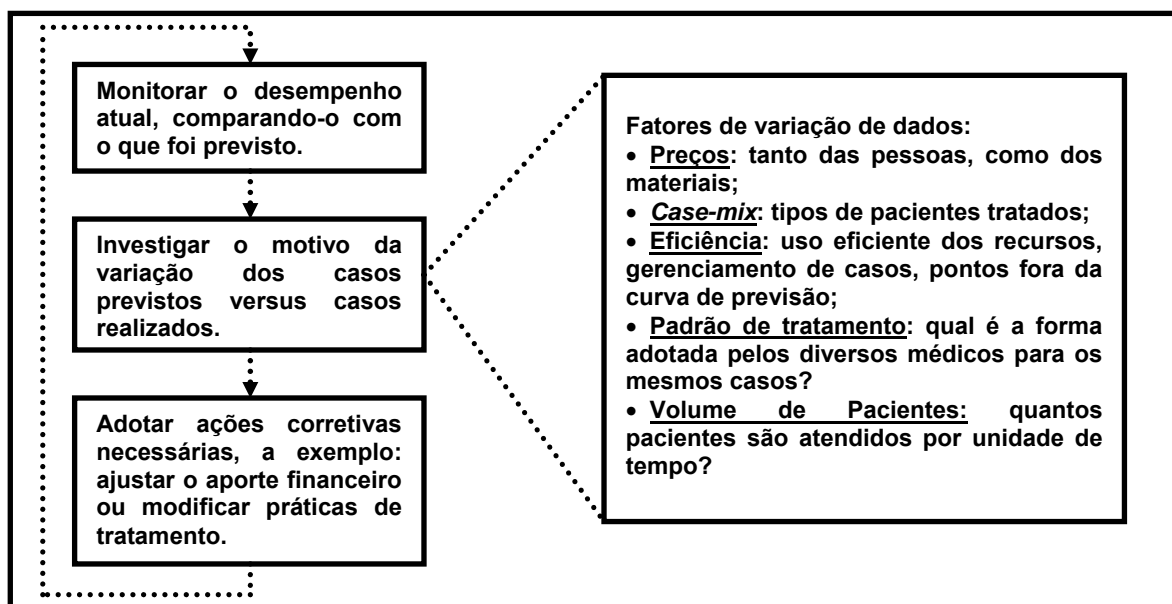 Monitorar o desempenho
atual, comparando-o com
o que foi previsto.
Investigar o motivo da
variação dos casos
previstos versus casos
realizados.
Adotar ações corretivas
necessárias, a exemplo:
ajustar o aporte financeiro
ou modificar práticas de
tratamento.
Fatores de variação de dados:
• Preços: tanto das pessoas, como dos
materiais;
• Case-mix: tipos de pacientes tratados;
• Eficiência: uso eficiente dos recursos,
gerenciamento de casos, pontos fora da
curva de previsão;
• Padrão de tratamento: qual é a forma
adotada pelos diversos médicos para os
mesmos casos?
• Volume de Pacientes: quantos
pacientes são atendidos por unidade de
tempo?